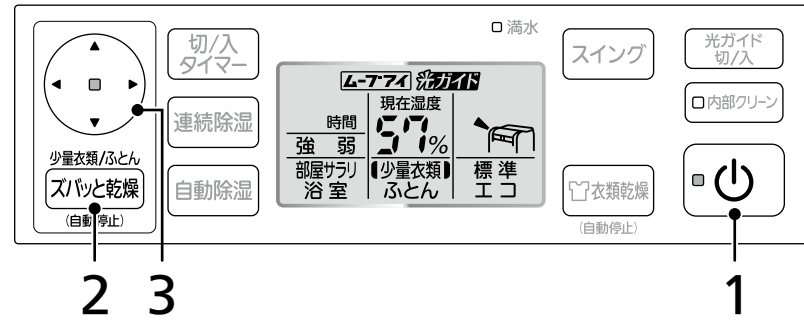 満水
切/入
タイマー
スイング
光ガイド
切/入
ムーブアイ 光ガイド
現在湿度
時間
57%
強 弱
連続除湿
内部クリーン
少量衣類/ふとん
ズバッと乾燥
(自動停止)
自動除湿
部屋サラリ
浴室
少量衣類
ふとん
標準
エコ
衣類乾燥
(自動停止)
2
3
1